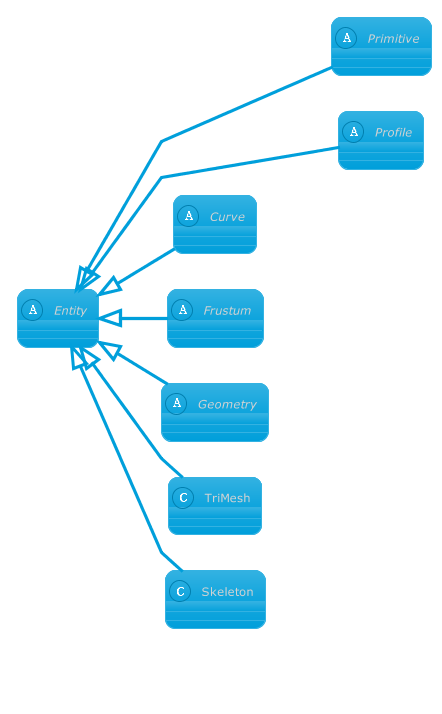 A Primitive
A Profile
A Curve
A Entity
A Frustum
A Geometry
C TriMesh
C Skeleton